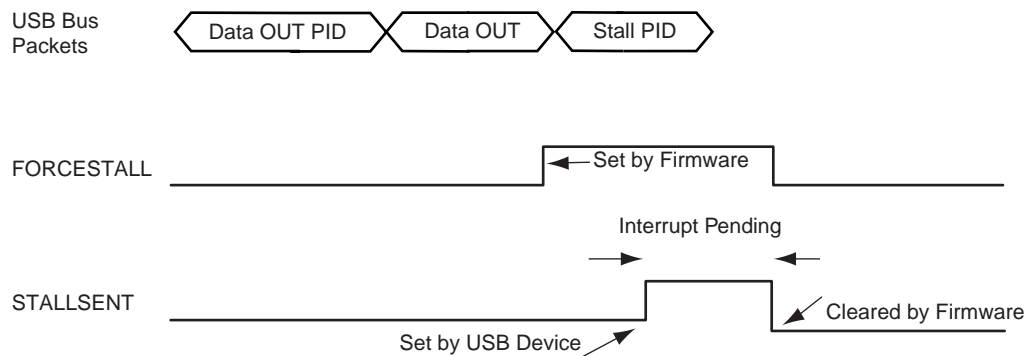 USB Bus
Packets
Data OUT PID
Data OUT
Stall PID
FORCESTALL
Set by Firmware
Interrupt Pending
STALLSENT
Cleared by Firmware
Set by USB Device